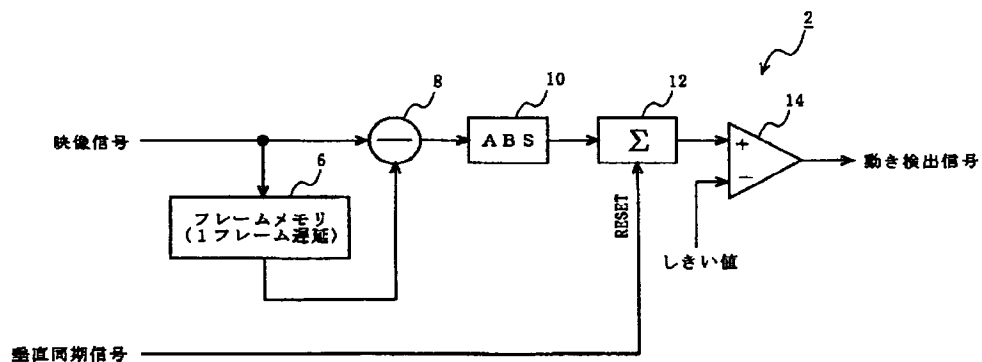 2
8
10
12
14
映像信号
ABS
Σ
+
−
動き検出信号
6
フレームメモリ
(1フレーム遅延)
RESET
しきい値
垂直同期信号